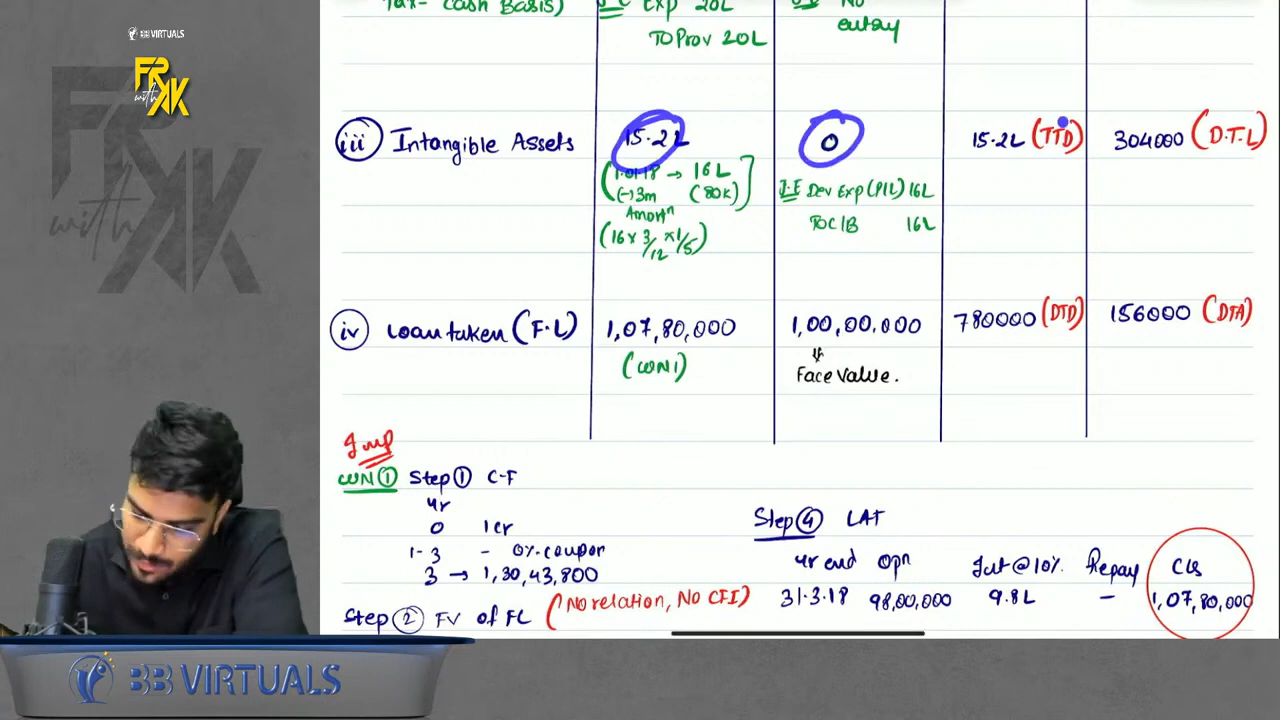 BB VIRTUALS
FR
with
KK
Tax- Cash Basis)
J.E Exp 20L
To Prov 20L
J.E No
entry
(iii) Intangible Assets
15.2L
0
15.2L (TTD)
304000 (D.T.L)
(1.01.18 → 16L
(-) 3m (80k)]
Amortn
(16 x 3/12 x 1/5)
J.E Dev Exp (P/L) 16L
To C/B 16L
(iv) Loan taken (F.L)
1,07,80,000
1,00,00,000
780000 (DTD)
156000 (DTA)
(WN1)
Face Value.
Imp
WN ① Step ① C-F
yr
0 1cr
1-3 - 0% coupon
3 → 1,30,43,800
Step ② FV of FL (No relation, No CFI)
Step ④ LAT
yr end opn Int @ 10% Repay Cls
31.3.18 98,00,000 9.8L - 1,07,80,000
BB VIRTUALS